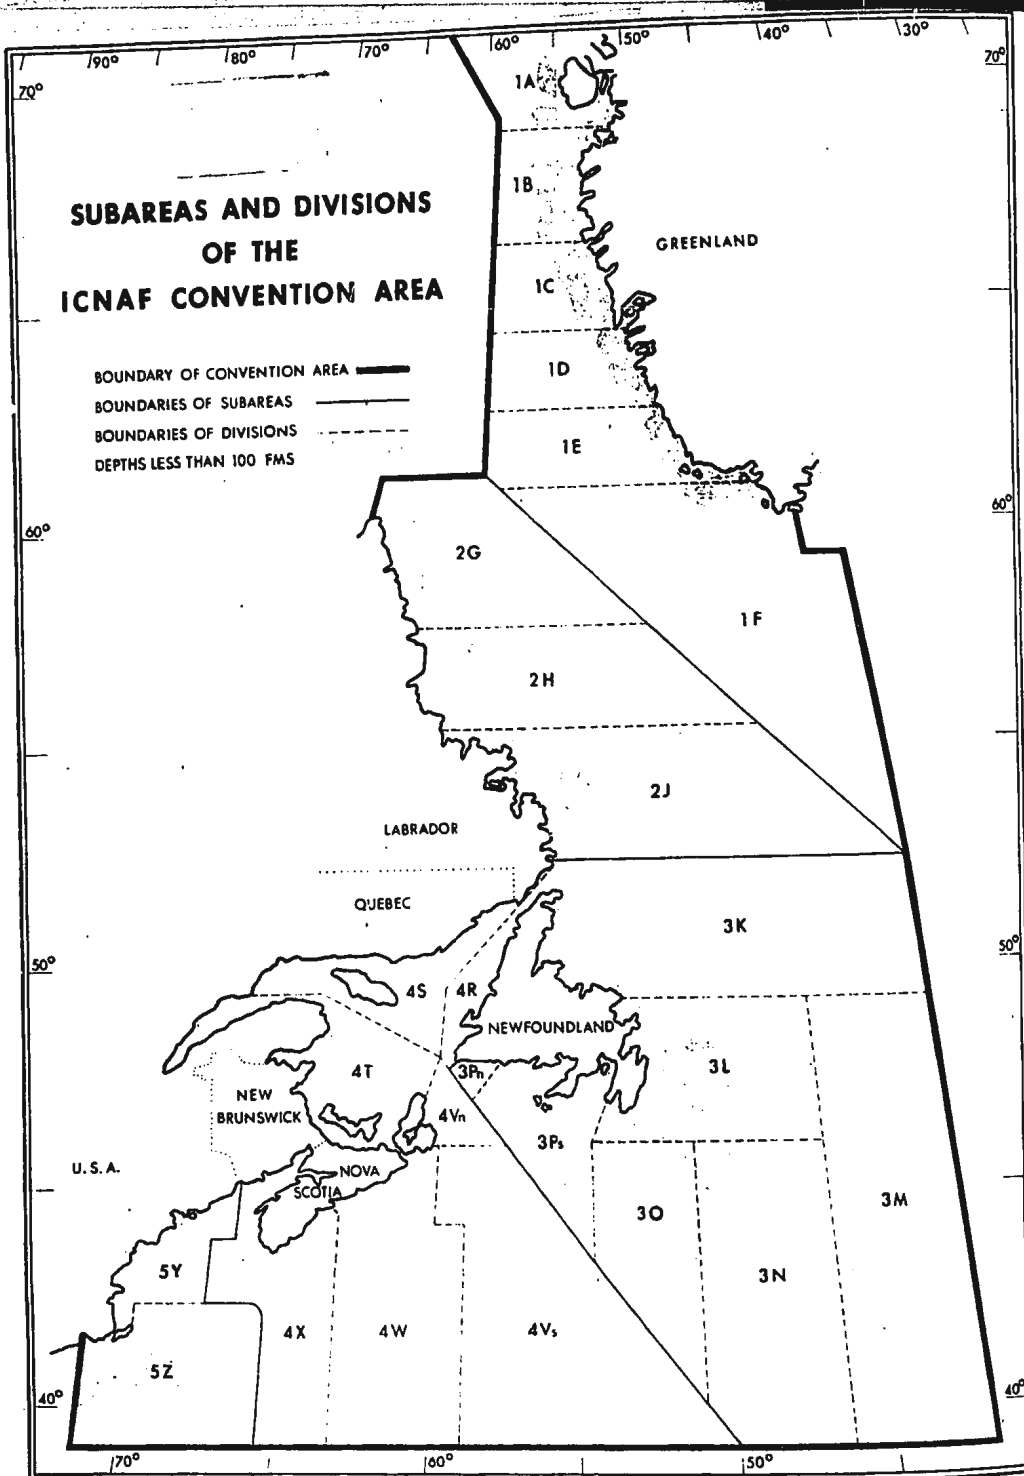 90° 80° 70° 60° 50° 40° 30°
70° 70°
1A
1B
SUBAREAS AND DIVISIONS
OF THE
ICNAF CONVENTION AREA
GREENLAND
1C
BOUNDARY OF CONVENTION AREA
BOUNDARIES OF SUBAREAS
BOUNDARIES OF DIVISIONS
DEPTHS LESS THAN 100 FMS
1D
1E
60° 60°
2G
1F
2H
2J
LABRADOR
QUEBEC
3K
50° 50°
4S 4R
NEWFOUNDLAND
4T 3Pn 3L
NEW
BRUNSWICK
4Vn
3Ps
U.S.A.
NOVA
SCOTIA
3O 3M
5Y 3N
4X 4W 4Vs
5Z
40° 40°
70° 60° 50°